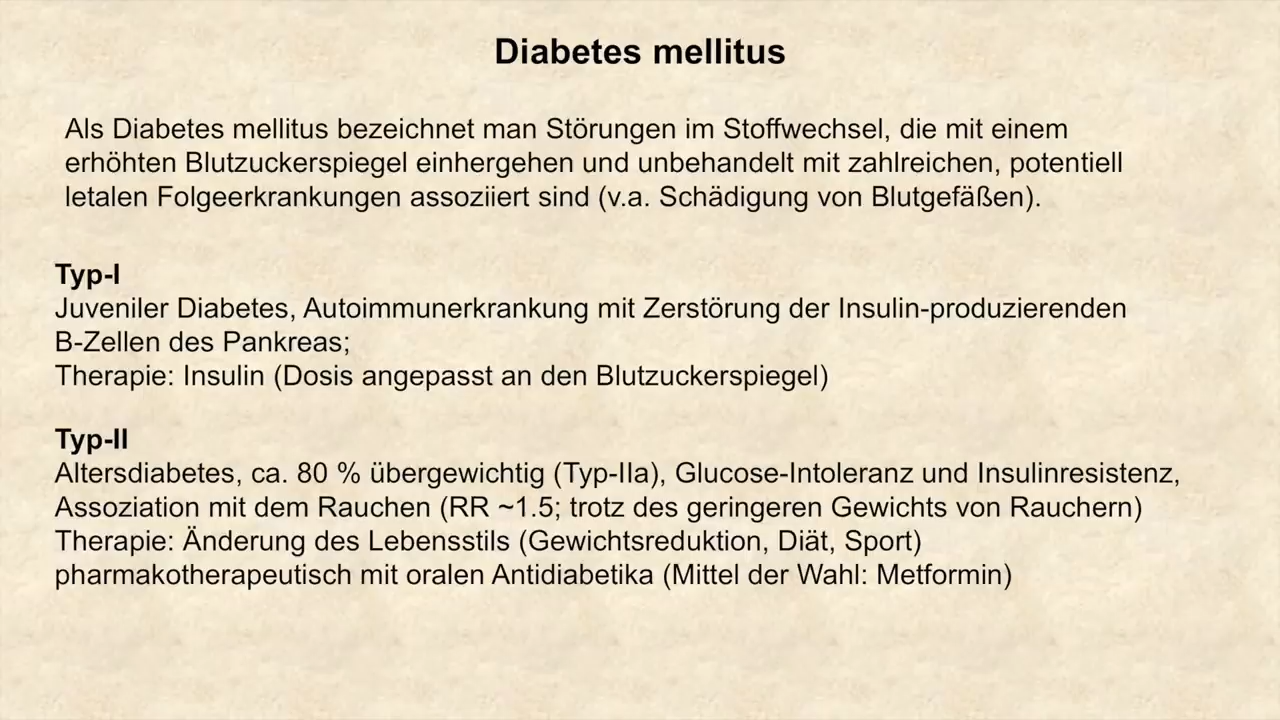 Diabetes mellitus
Als Diabetes mellitus bezeichnet man Störungen im Stoffwechsel, die mit einem
erhöhten Blutzuckerspiegel einhergehen und unbehandelt mit zahlreichen, potentiell
letalen Folgeerkrankungen assoziiert sind (v.a. Schädigung von Blutgefäßen).
Typ-I
Juveniler Diabetes, Autoimmunerkrankung mit Zerstörung der Insulin-produzierenden
B-Zellen des Pankreas;
Therapie: Insulin (Dosis angepasst an den Blutzuckerspiegel)
Typ-II
Altersdiabetes, ca. 80 % übergewichtig (Typ-IIa), Glucose-Intoleranz und Insulinresistenz,
Assoziation mit dem Rauchen (RR ~1.5; trotz des geringeren Gewichts von Rauchern)
Therapie: Änderung des Lebensstils (Gewichtsreduktion, Diät, Sport)
pharmakotherapeutisch mit oralen Antidiabetika (Mittel der Wahl: Metformin)